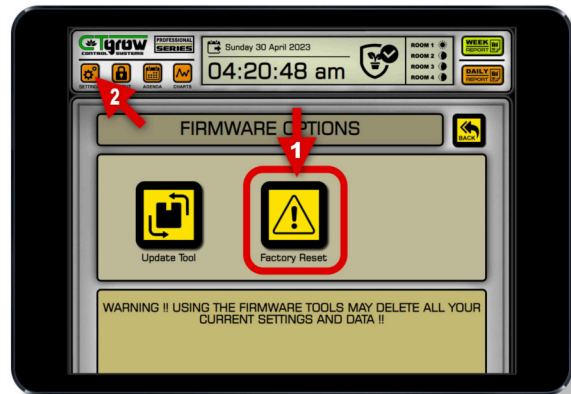 CTgrow
CONTROL SYSTEMS
PROFESSIONAL
SERIES
Sunday 30 April 2023
04:20:48 am
ROOM 1
ROOM 2
ROOM 3
ROOM 4
WEEK
REPORT
DAILY
REPORT
AGENDA
CHARTS
2
FIRMWARE OPTIONS
BACK
1
Update Tool
Factory Reset
WARNING !! USING THE FIRMWARE TOOLS MAY DELETE ALL YOUR
CURRENT SETTINGS AND DATA !!